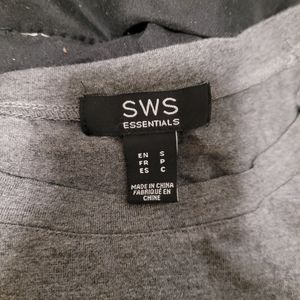 SWS
ESSENTIALS
EN S
FR P
ES C
MADE IN CHINA
FABRIQUÉ EN
CHINE